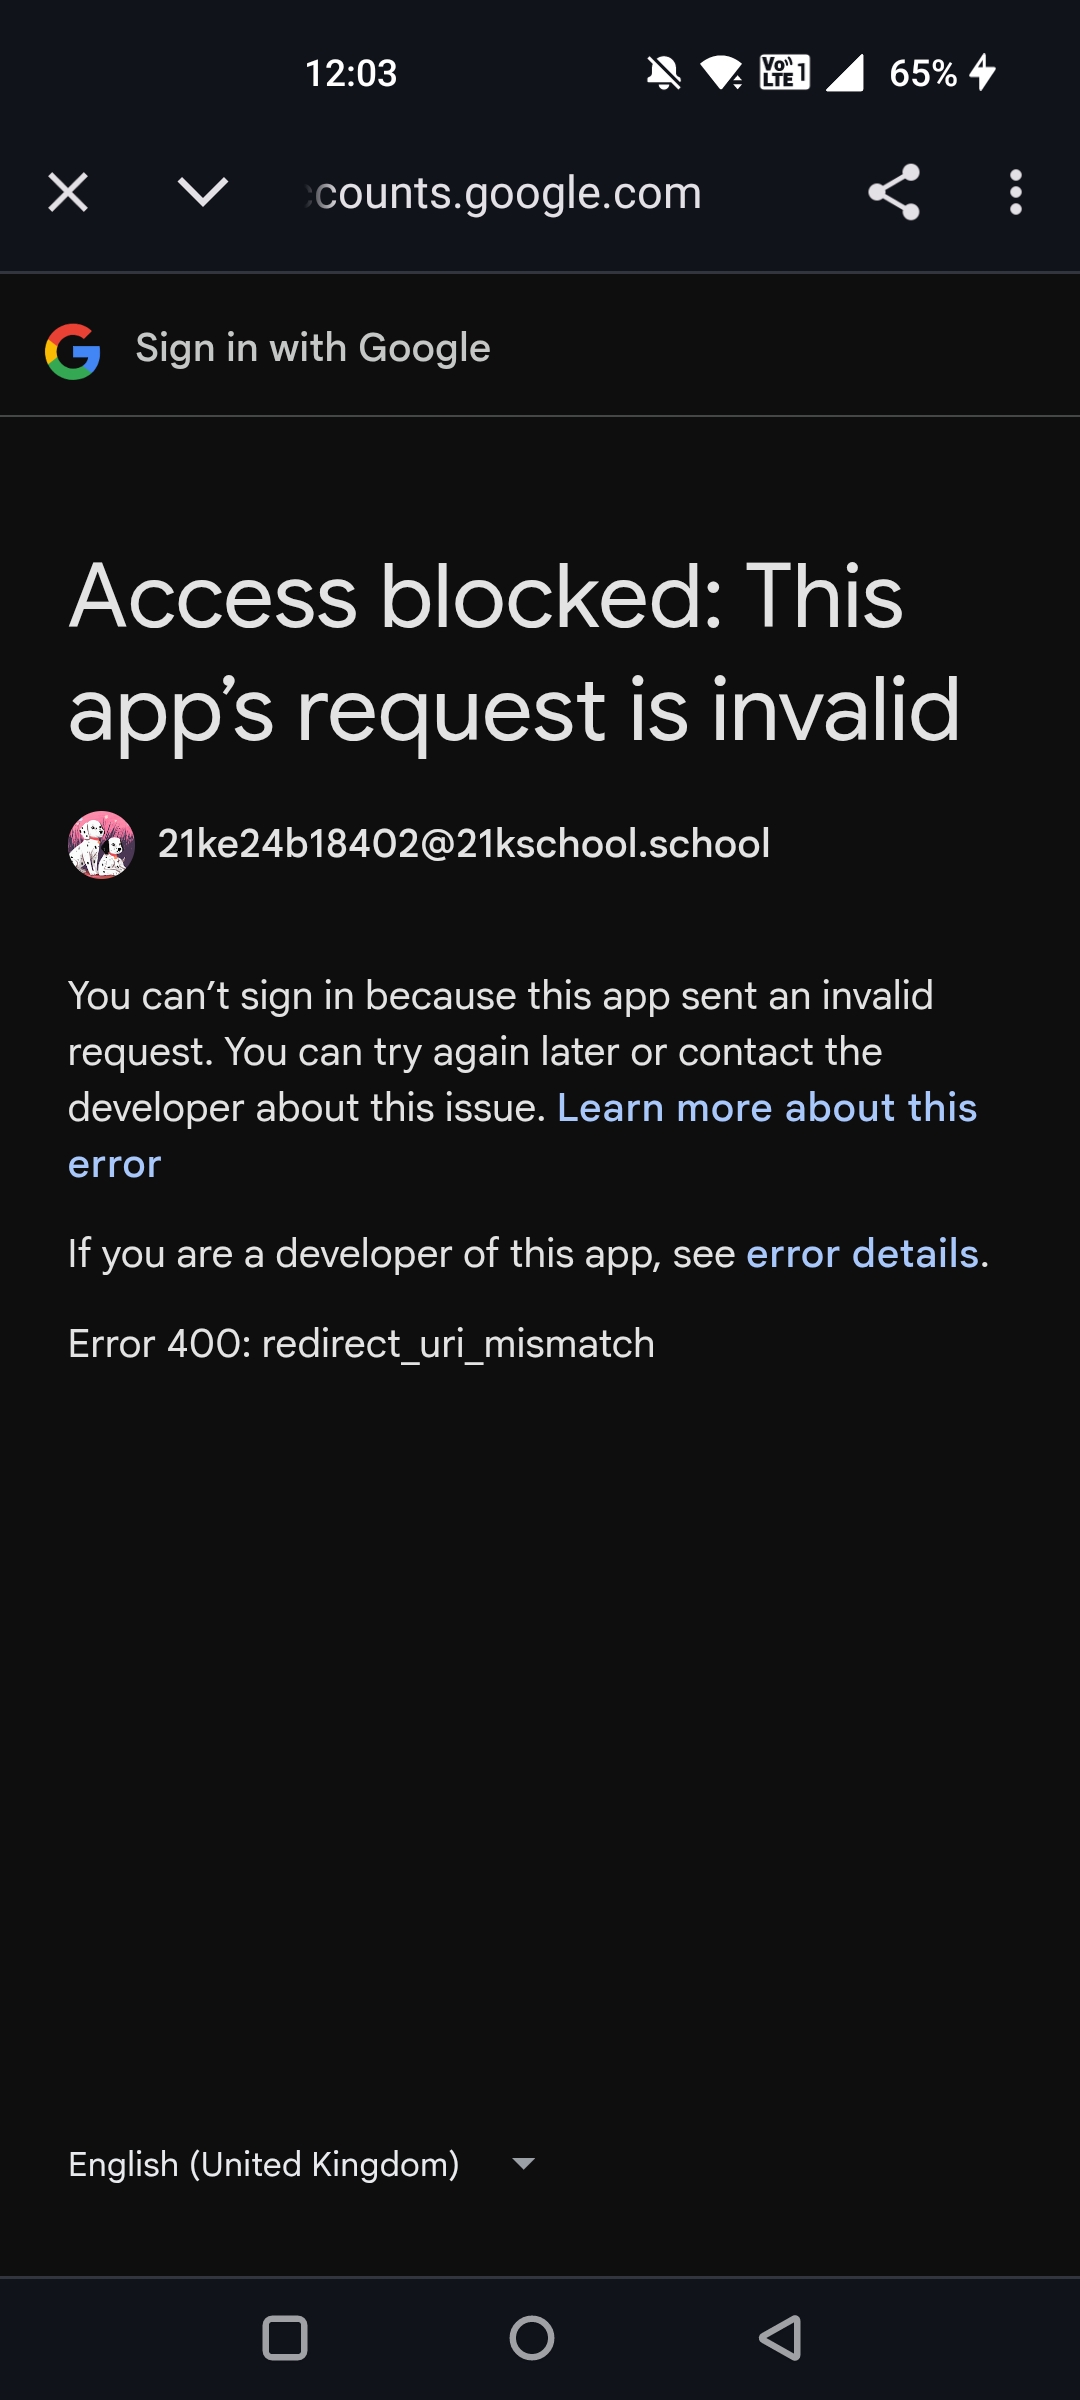 12:03
Vo)) LTE 1
65%
counts.google.com
Sign in with Google
Access blocked: This
app’s request is invalid
21ke24b18402@21kschool.school
You can’t sign in because this app sent an invalid
request. You can try again later or contact the
developer about this issue. Learn more about this
error
If you are a developer of this app, see error details.
Error 400: redirect_uri_mismatch
English (United Kingdom)